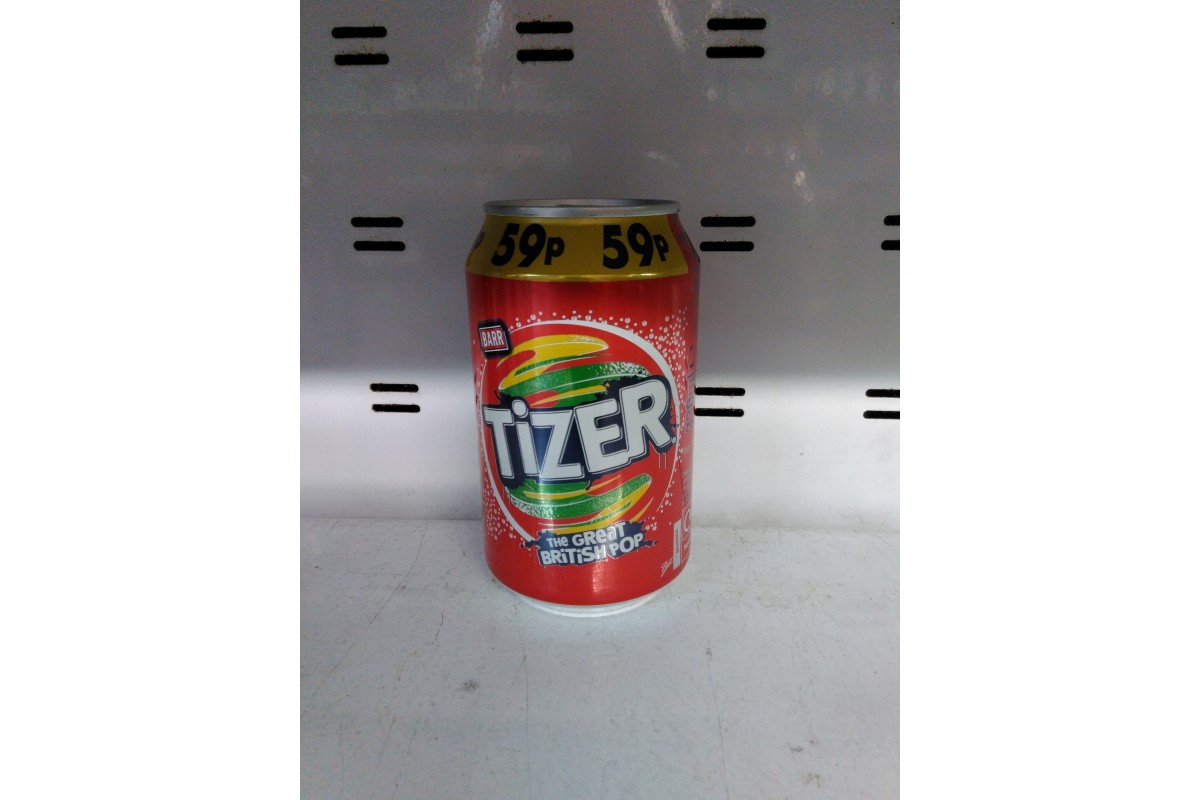 59p 59p
BARR
TiZER
THE GREAT
BRITISH POP